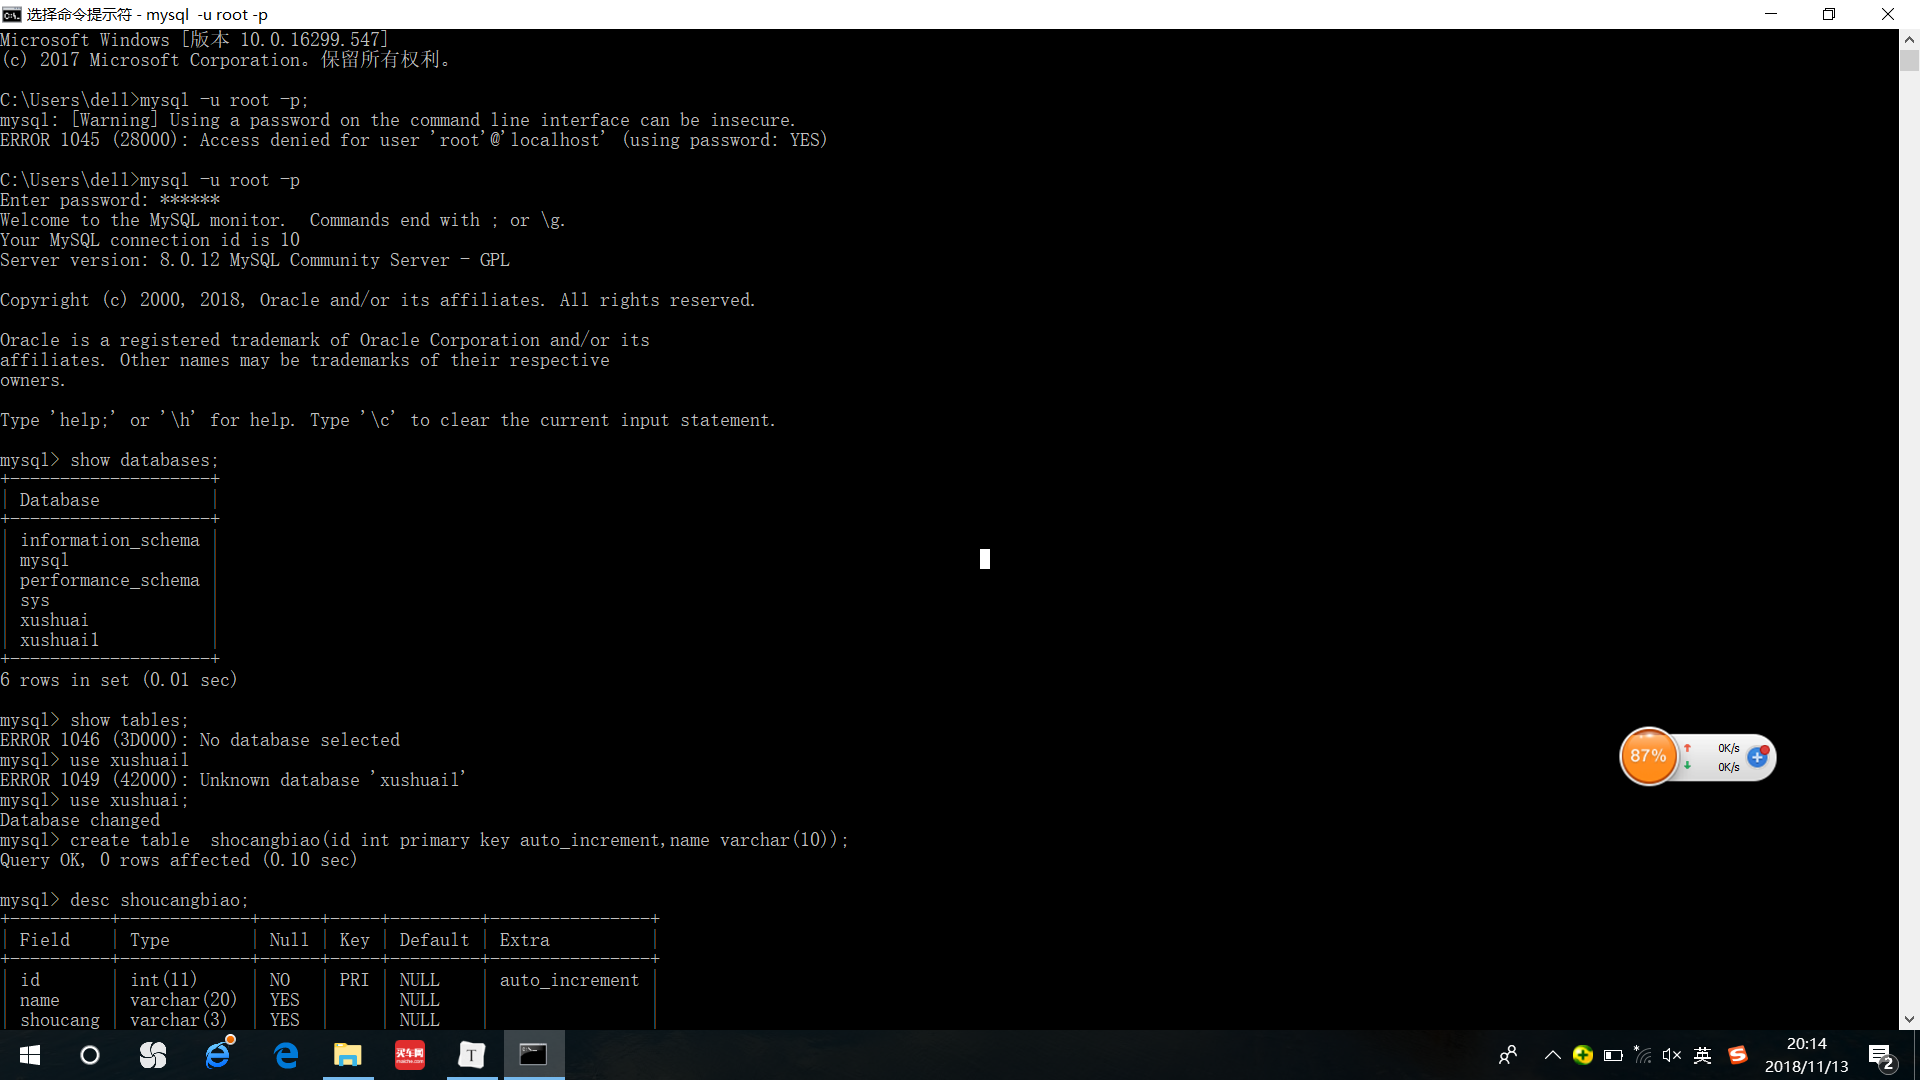 选择命令提示符 - mysql  -u root -p
Microsoft Windows [版本 10.0.16299.547]
(c) 2017 Microsoft Corporation。保留所有权利。
C:\Users\dell>mysql -u root -p;
mysql: [Warning] Using a password on the command line interface can be insecure.
ERROR 1045 (28000): Access denied for user 'root'@'localhost' (using password: YES)
C:\Users\dell>mysql -u root -p
Enter password: ******
Welcome to the MySQL monitor.  Commands end with ; or \g.
Your MySQL connection id is 10
Server version: 8.0.12 MySQL Community Server - GPL
Copyright (c) 2000, 2018, Oracle and/or its affiliates. All rights reserved.
Oracle is a registered trademark of Oracle Corporation and/or its
affiliates. Other names may be trademarks of their respective
owners.
Type 'help;' or '\h' for help. Type '\c' to clear the current input statement.
mysql> show databases;
+--------------------+
| Database           |
+--------------------+
| information_schema |
| mysql              |
| performance_schema |
| sys                |
| xushuai            |
| xushuai1           |
+--------------------+
6 rows in set (0.01 sec)
mysql> show tables;
ERROR 1046 (3D000): No database selected
mysql> use xushuail
ERROR 1049 (42000): Unknown database 'xushuail'
mysql> use xushuai;
Database changed
mysql> create table  shocangbiao(id int primary key auto_increment,name varchar(10));
Query OK, 0 rows affected (0.10 sec)
mysql> desc shoucangbiao;
+----------+-------------+------+-----+---------+----------------+
| Field    | Type        | Null | Key | Default | Extra          |
+----------+-------------+------+-----+---------+----------------+
| id       | int(11)     | NO   | PRI | NULL    | auto_increment |
| name     | varchar(20) | YES  |     | NULL    |                |
| shoucang | varchar(3)  | YES  |     | NULL    |                |
87%
0K/s
0K/s
买车网
maiche.com
T
英
20:14
2018/11/13
2